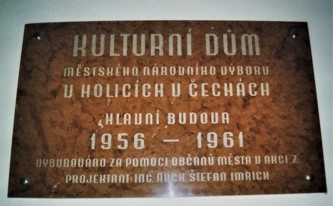 KULTURNÍ DŮM
MĚSTSKÉHO NÁRODNÍHO VÝBORU
V HOLICÍCH V ČECHÁCH
HLAVNÍ BUDOVA
1956 — 1961
VYBUDOVÁNO ZA POMOCI OBČANŮ MĚSTA V AKCI Z
PROJEKTANT ING. ARCH. ŠTEFAN IMRICH